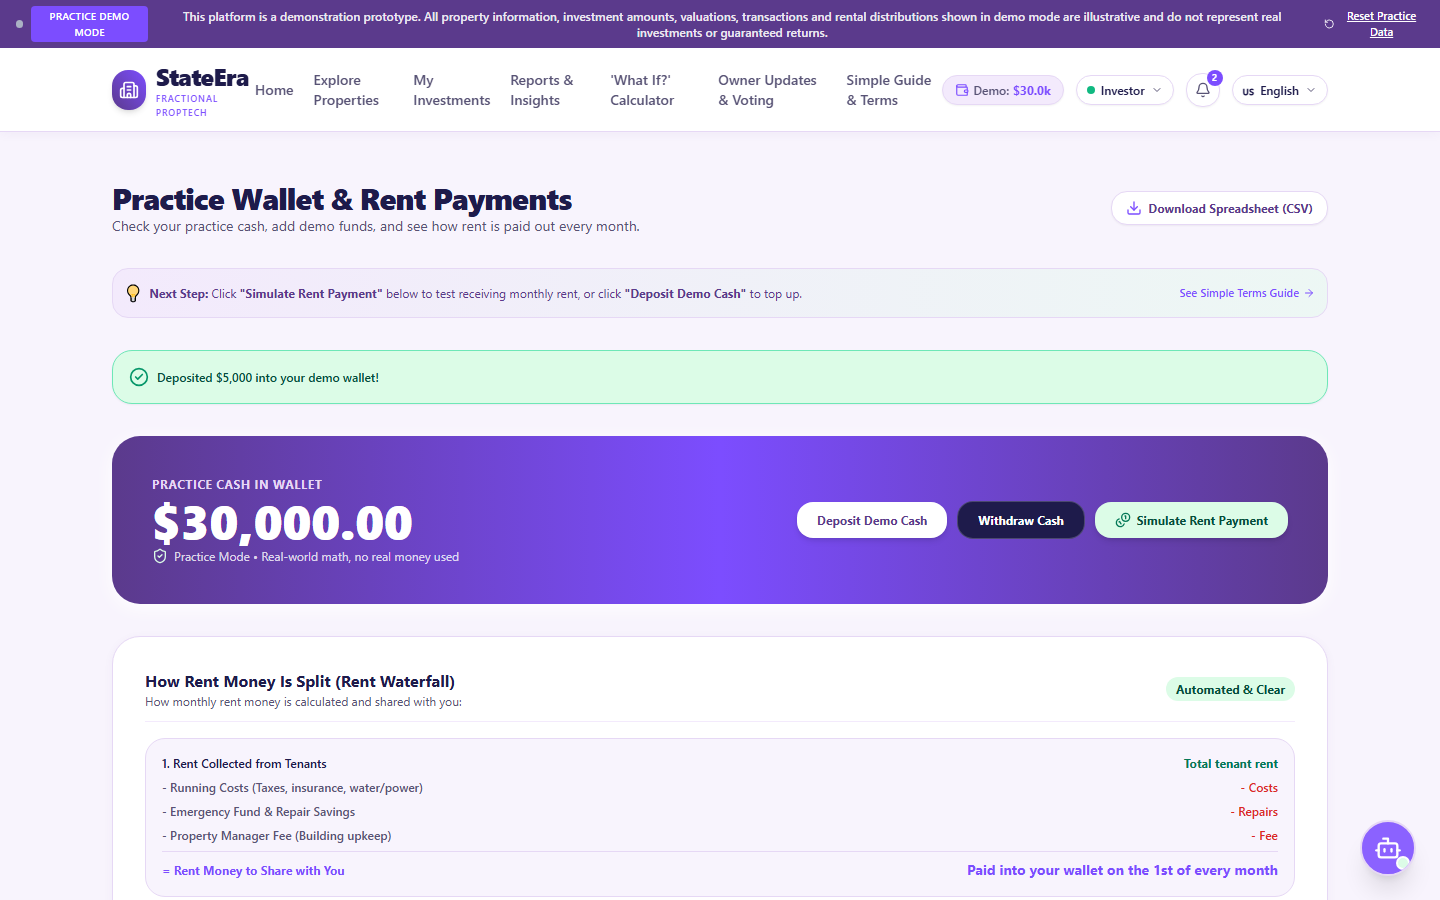 PRACTICE DEMO
MODE
This platform is a demonstration prototype. All property information, investment amounts, valuations, transactions and rental distributions shown in demo mode are illustrative and do not represent real
investments or guaranteed returns.
Reset Practice
Data
StateEra
FRACTIONAL
PROPTECH
Home
Explore
Properties
My
Investments
Reports &
Insights
'What If?'
Calculator
Owner Updates
& Voting
Simple Guide
& Terms
Demo: $30.0k
Investor
2
us English
Practice Wallet & Rent Payments
Check your practice cash, add demo funds, and see how rent is paid out every month.
Download Spreadsheet (CSV)
Next Step: Click "Simulate Rent Payment" below to test receiving monthly rent, or click "Deposit Demo Cash" to top up.
See Simple Terms Guide →
Deposited $5,000 into your demo wallet!
PRACTICE CASH IN WALLET
$30,000.00
Practice Mode • Real-world math, no real money used
Deposit Demo Cash
Withdraw Cash
Simulate Rent Payment
How Rent Money Is Split (Rent Waterfall)
How monthly rent money is calculated and shared with you:
Automated & Clear
1. Rent Collected from Tenants
Total tenant rent
- Running Costs (Taxes, insurance, water/power)
- Costs
- Emergency Fund & Repair Savings
- Repairs
- Property Manager Fee (Building upkeep)
- Fee
= Rent Money to Share with You
Paid into your wallet on the 1st of every month